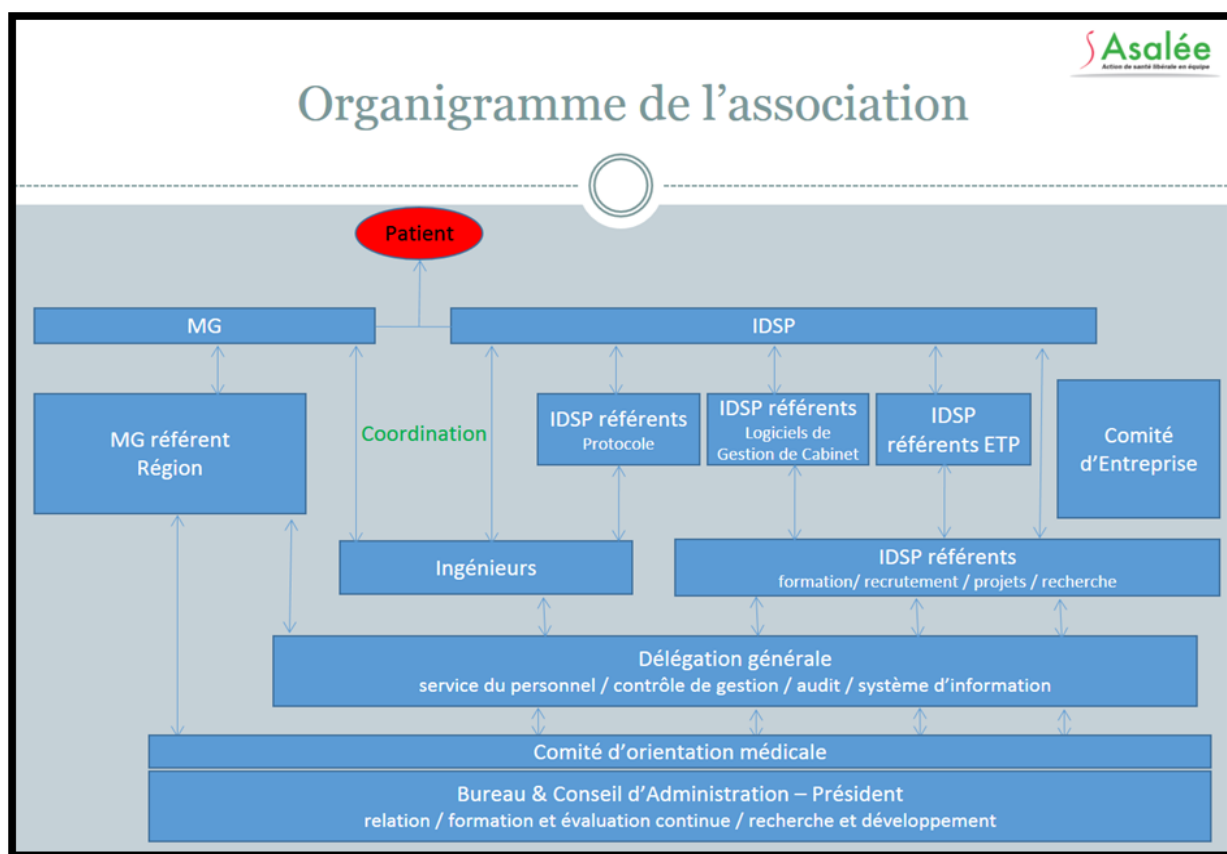 Asalée
Action de santé libérale en équipe
Organigramme de l'association
Patient
MG
IDSP
MG référent
Région
Coordination
IDSP référents
Protocole
IDSP référents
Logiciels de
Gestion de Cabinet
IDSP
référents ETP
Comité
d'Entreprise
Ingénieurs
IDSP référents
formation/ recrutement / projets / recherche
Délégation générale
service du personnel / contrôle de gestion / audit / système d'information
Comité d'orientation médicale
Bureau & Conseil d'Administration – Président
relation / formation et évaluation continue / recherche et développement